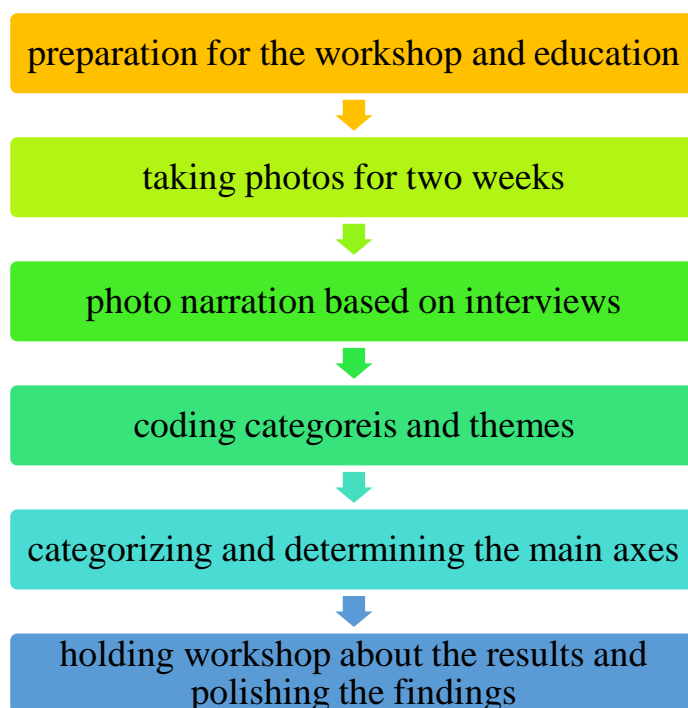 preparation for the workshop and education
taking photos for two weeks
photo narration based on interviews
coding categoreis and themes
categorizing and determining the main axes
holding workshop about the results and
polishing the findings